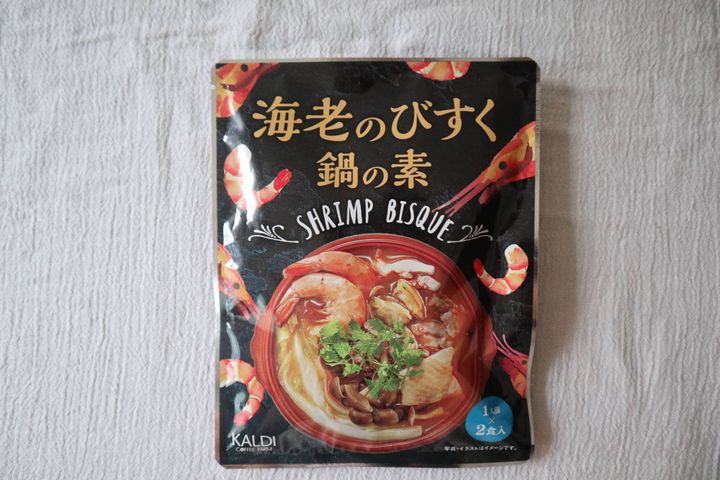 海老のびすく
鍋の素
SHRIMP BISQUE
1人前
×
2食入
KALDI
COFFEE FARM
写真・イラストはイメージです。